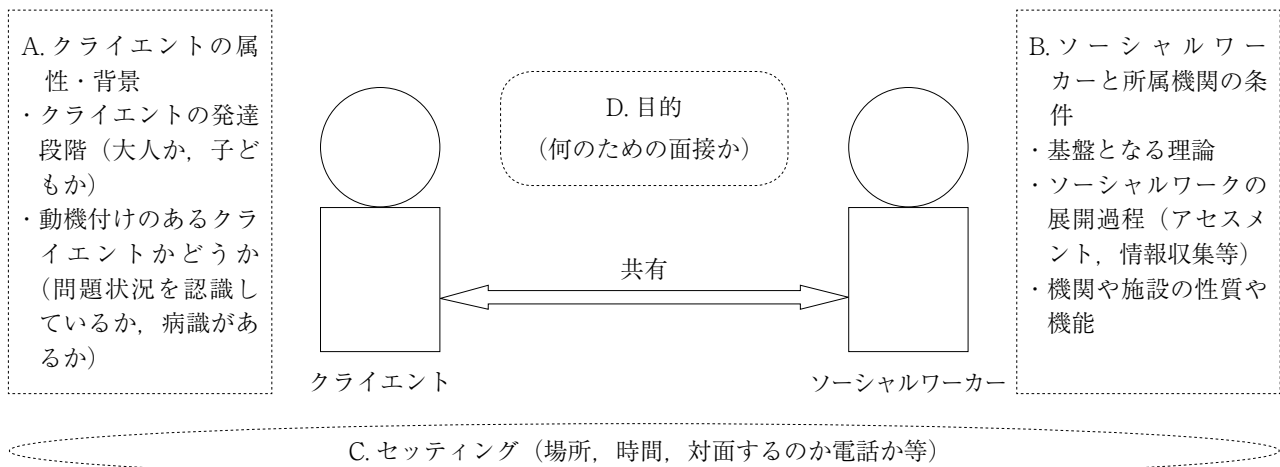 A. クライエントの属
性・背景
・クライエントの発達
段階（大人か，子ども
もか）
・動機付けのあるクラ
イエントかどうか
（問題状況を認識し
ているか，病識があ
るか）
D. 目的
（何のための面接か）
共有
クライエント
ソーシャルワーカー
B. ソーシャルワー
カーと所属機関の条
件
・基盤となる理論
・ソーシャルワークの
展開過程（アセスメ
ント，情報収集等）
・機関や施設の性質や
機能
C. セッティング（場所，時間，対面するのか電話か等）